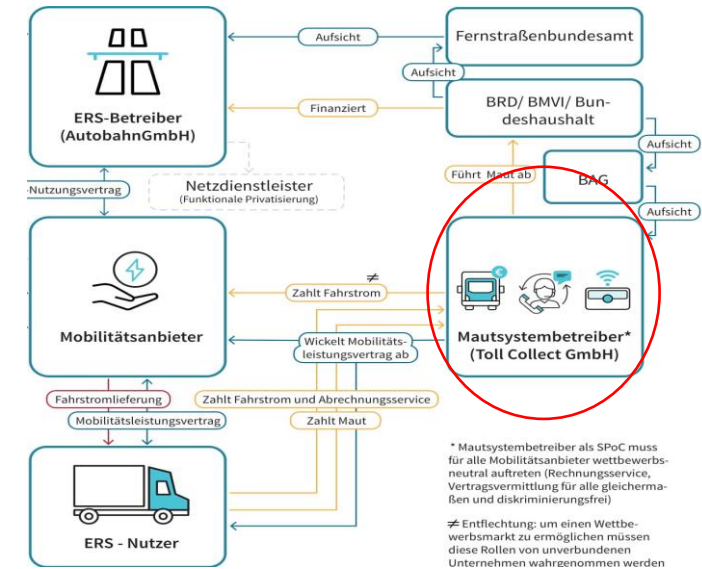 Aufsicht
Fernstraßenbundesamt
Aufsicht
ERS-Betreiber
(AutobahnGmbH)
Finanziert
BRD/ BMVI/ Bun-
deshaushalt
Aufsicht
-Nutzungsvertrag
Netzdienstleister
(Funktionale Privatisierung)
Führt Maut ab
BAG
Aufsicht
Mobilitätsanbieter
≠
Zahlt Fahrstrom
Wickelt Mobilitäts-
leistungsvertrag ab
€
Mautsystembetreiber*
(Toll Collect GmbH)
Fahrstromlieferung
Zahlt Fahrstrom und Abrechnungsservice
Mobilitätsleistungsvertrag
Zahlt Maut
ERS - Nutzer
* Mautsystembetreiber als SPoC muss
für alle Mobilitätsanbieter wettbewerbs-
neutral auftreten (Rechnungsservice,
Vertragsvermittlung für alle gleicherma-
ßen und diskriminierungsfrei)
≠ Entflechtung: um einen Wettbe-
werbsmarkt zu ermöglichen müssen
diese Rollen von unverbundenen
Unternehmen wahrgenommen werden